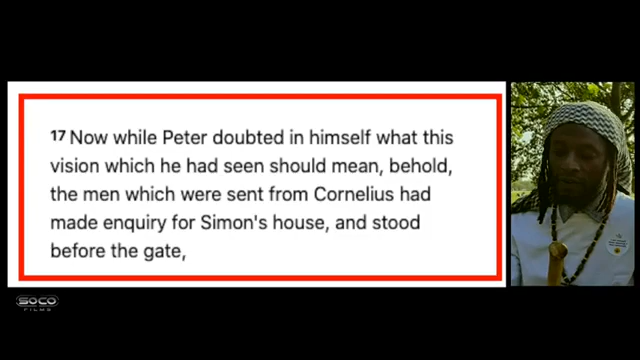 17 Now while Peter doubted in himself what this
vision which he had seen should mean, behold,
the men which were sent from Cornelius had
made enquiry for Simon's house, and stood
before the gate,
SOCO
FILMS